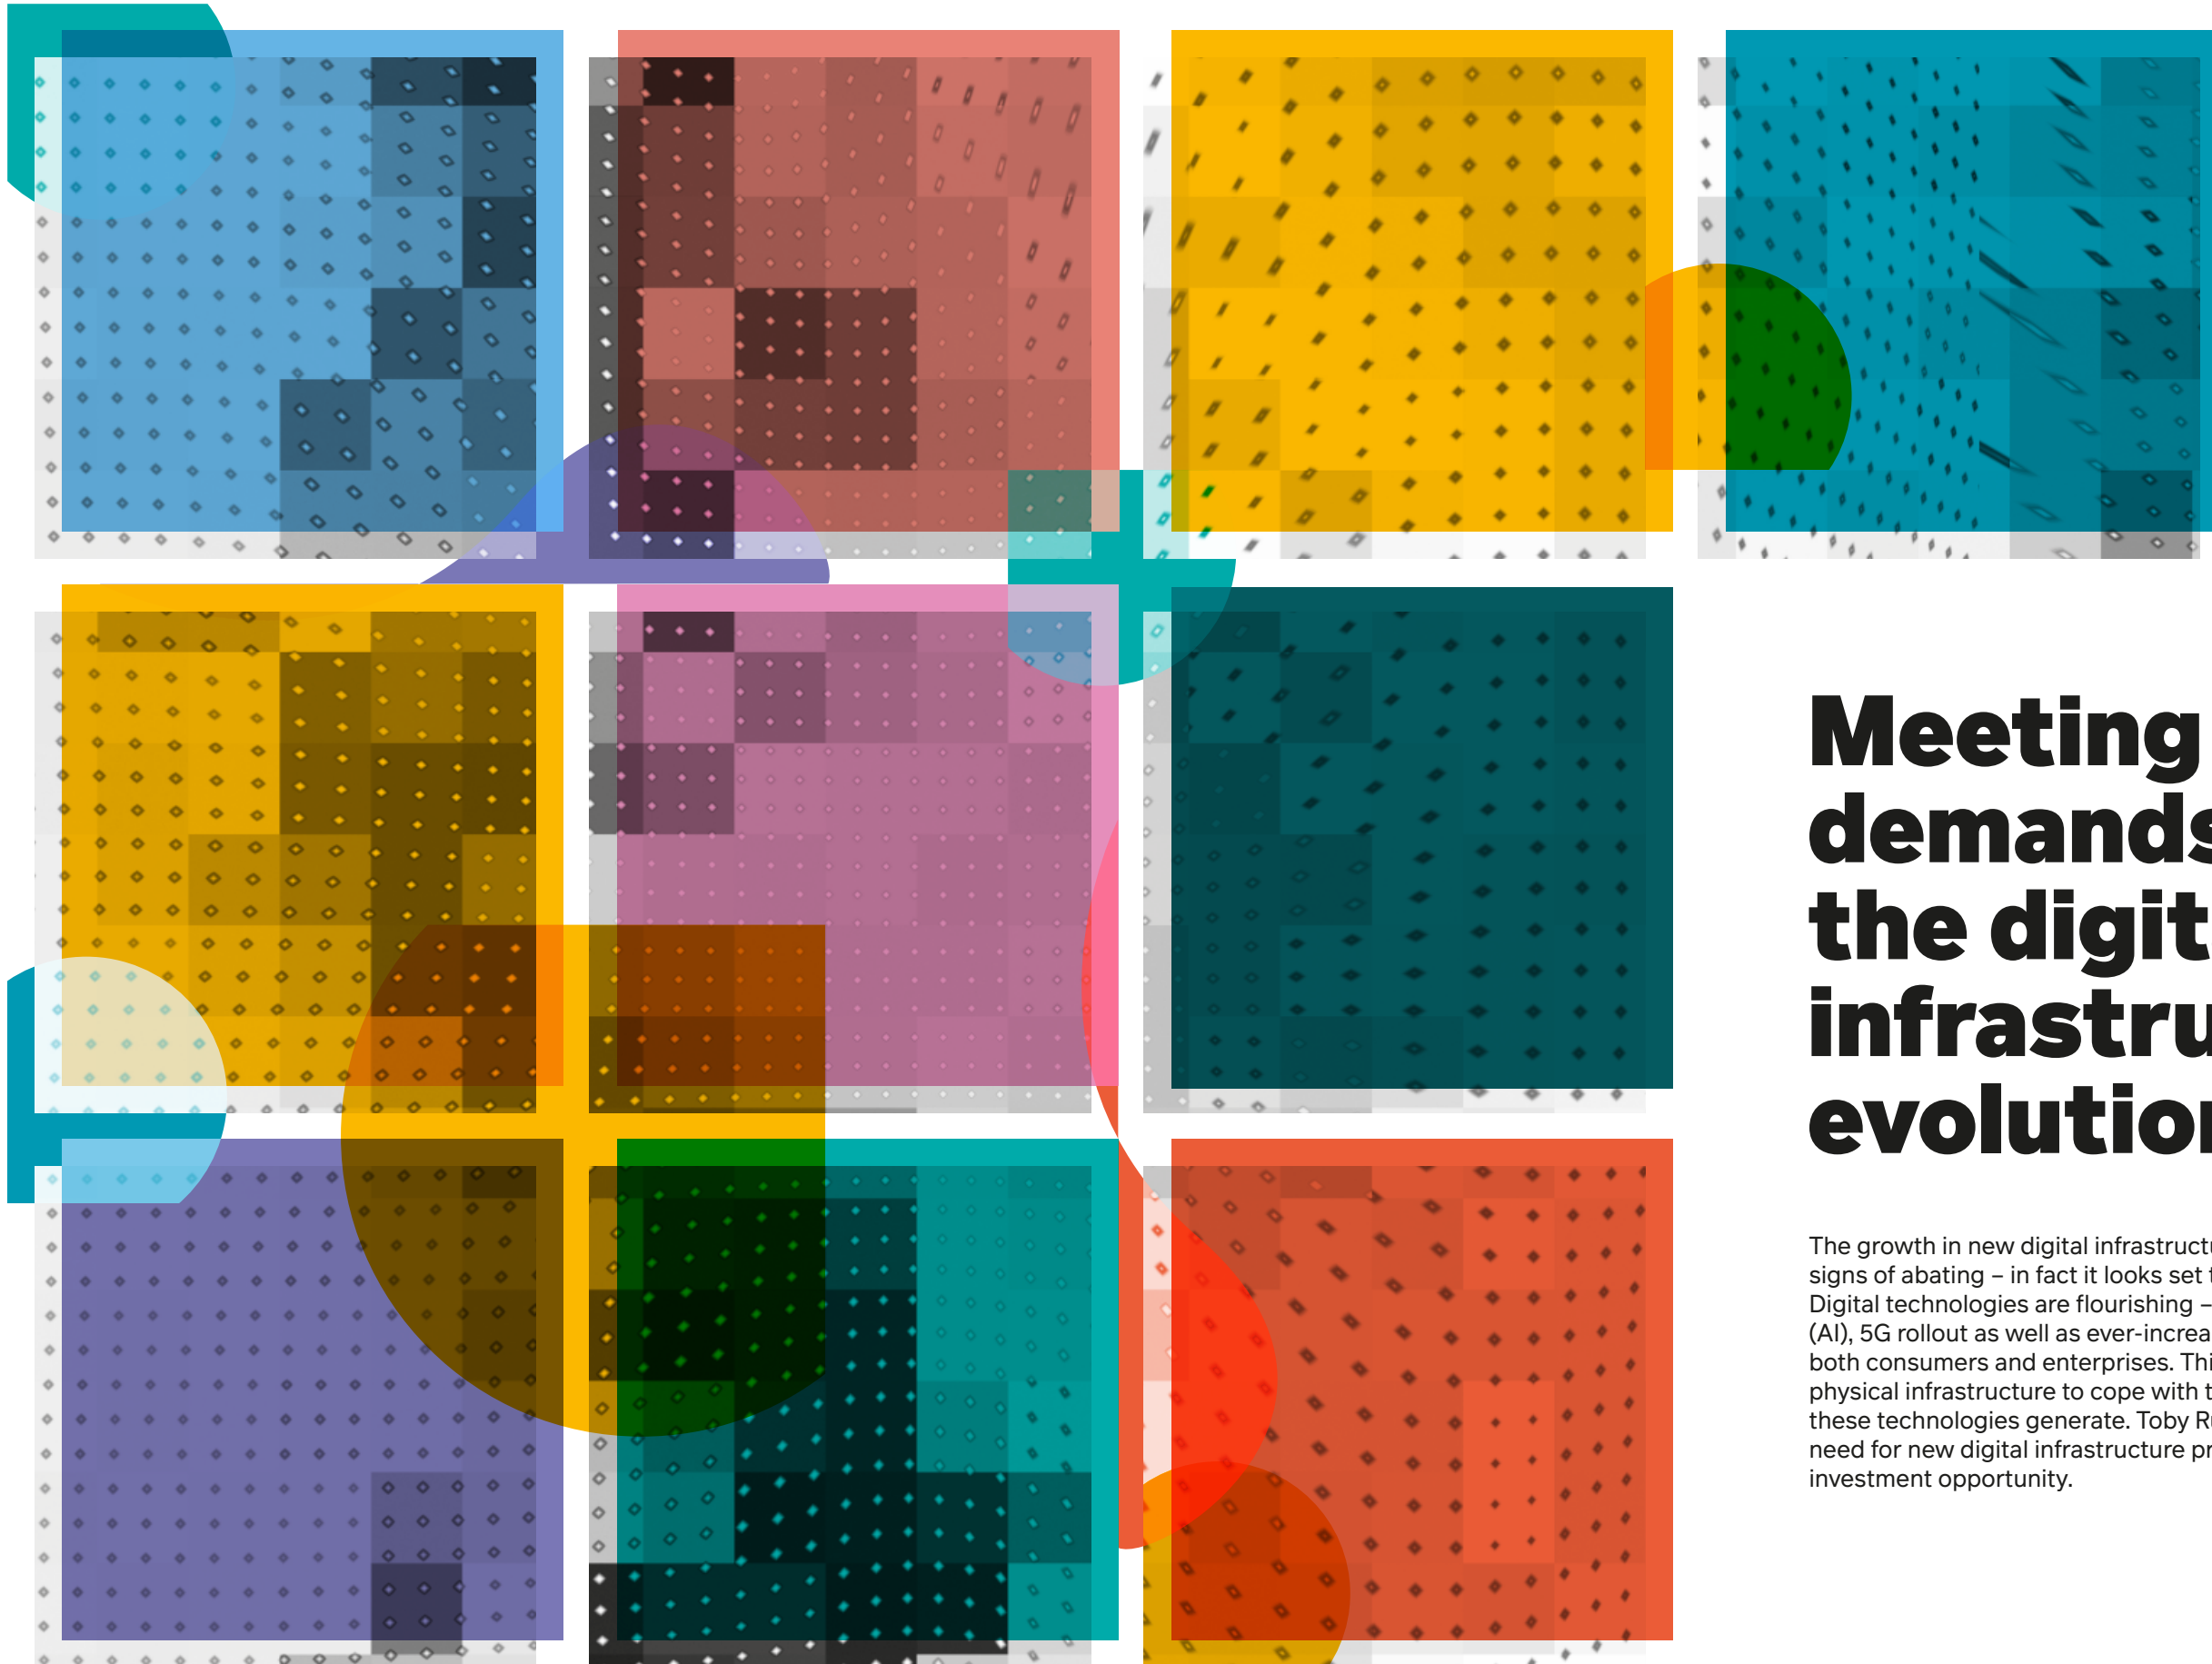 Meeting
demands
the digit
infrastru
evolution
The growth in new digital infrastructu
signs of abating – in fact it looks set t
Digital technologies are flourishing –
(AI), 5G rollout as well as ever-increa
both consumers and enterprises. Thi
physical infrastructure to cope with t
these technologies generate. Toby R
need for new digital infrastructure pr
investment opportunity.